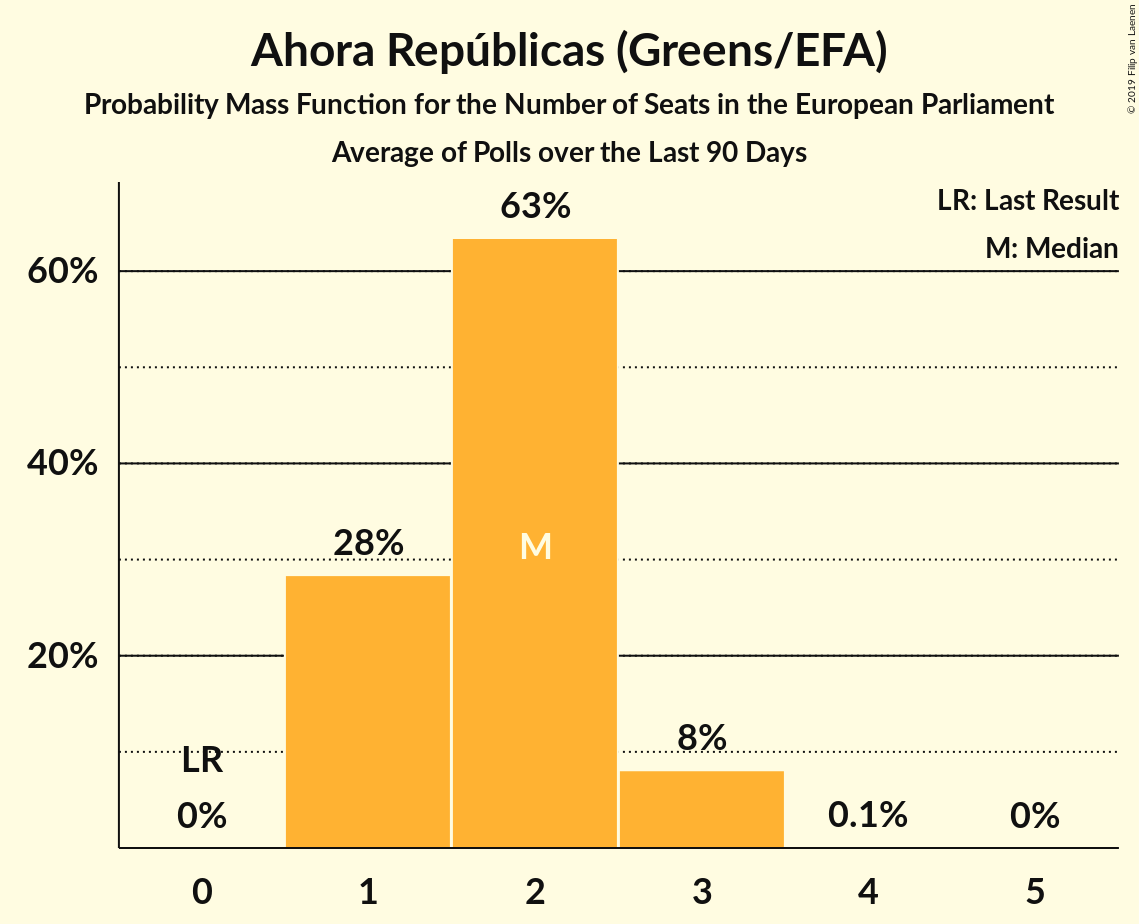 Ahora Repúblicas (Greens/EFA)
Probability Mass Function for the Number of Seats in the European Parliament
Average of Polls over the Last 90 Days
© 2019 Filip van Laenen
LR: Last Result
M: Median
63%
60%
40%
28%
M
20%
8%
LR
0%
0.1%
0%
0 1 2 3 4 5